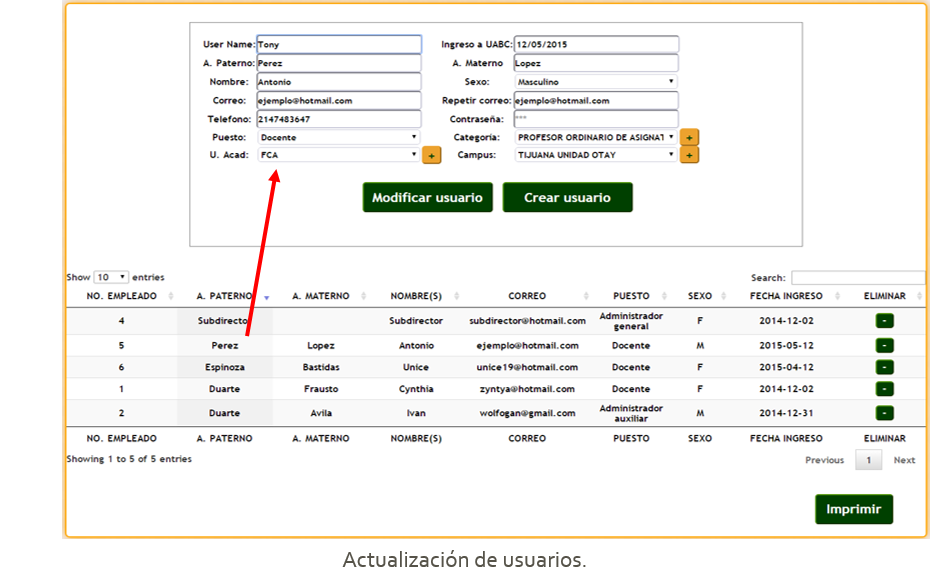 User Name: Tony Ingreso a UABC: 12/05/2015
A. Paterno: Perez A. Materno Lopez
Nombre: Antonio Sexo: Masculino
Correo: ejemplo@hotmail.com Repetir correo: ejemplo@hotmail.com
Telefono: 2147483647 Contraseña: ***
Puesto: Docente Categoria: PROFESOR ORDINARIO DE ASIGNAT +
U. Acad: FCA + Campus: TIJUANA UNIDAD OTAY +
Modificar usuario Crear usuario
Show 10 entries Search:
NO. EMPLEADO A. PATERNO A. MATERNO NOMBRE(S) CORREO PUESTO SEXO FECHA INGRESO ELIMINAR
4 Subdirector Subdirector subdirector@hotmail.com Administrador general F 2014-12-02 -
5 Perez Lopez Antonio ejemplo@hotmail.com Docente M 2015-05-12 -
6 Espinoza Bastidas Unice unice19@hotmail.com Docente F 2015-04-12 -
1 Duarte Frausto Cynthia zyntya@hotmail.com Docente F 2014-12-02 -
2 Duarte Avila Ivan wolfogan@gmail.com Administrador auxiliar M 2014-12-31 -
NO. EMPLEADO A. PATERNO A. MATERNO NOMBRE(S) CORREO PUESTO SEXO FECHA INGRESO ELIMINAR
Showing 1 to 5 of 5 entries Previous 1 Next
Imprimir
Actualización de usuarios.